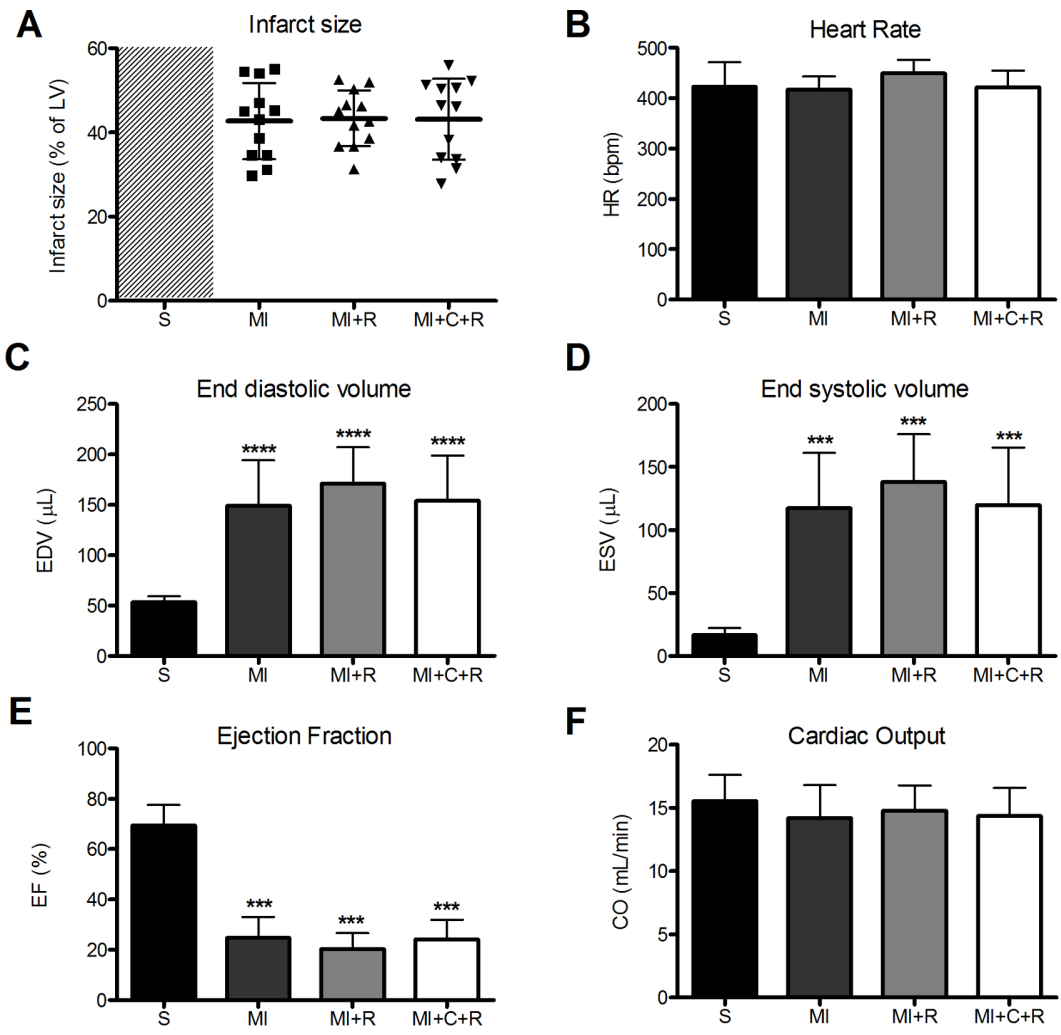 A
Infarct size
Infarct size (% of LV)
60
40
20
0
S MI MI+R MI+C+R
B
Heart Rate
HR (bpm)
500
400
300
200
100
0
S MI MI+R MI+C+R
C
End diastolic volume
EDV (µL)
250
200
150
100
50
0
**** **** ****
S MI MI+R MI+C+R
D
End systolic volume
ESV (µL)
200
150
100
50
0
*** *** ***
S MI MI+R MI+C+R
E
Ejection Fraction
EF (%)
100
80
60
40
20
0
*** *** ***
S MI MI+R MI+C+R
F
Cardiac Output
CO (mL/min)
20
15
10
5
0
S MI MI+R MI+C+R